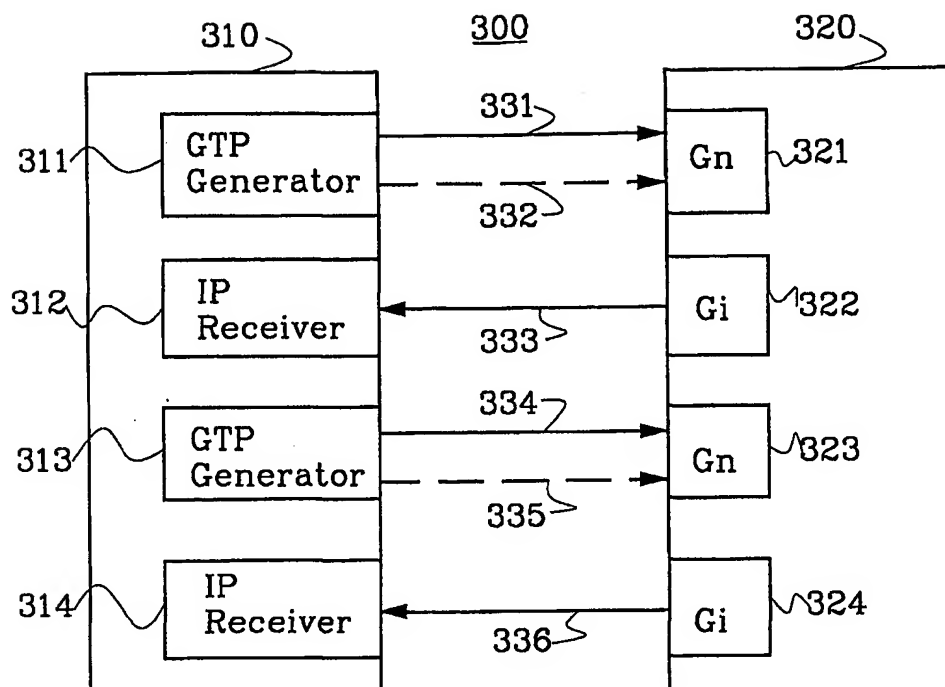 310
300
320
331
GTP
Generator
Gn
311
321
332
IP
Receiver
Gi
312
322
333
334
GTP
Generator
Gn
313
323
335
IP
Receiver
Gi
314
324
336